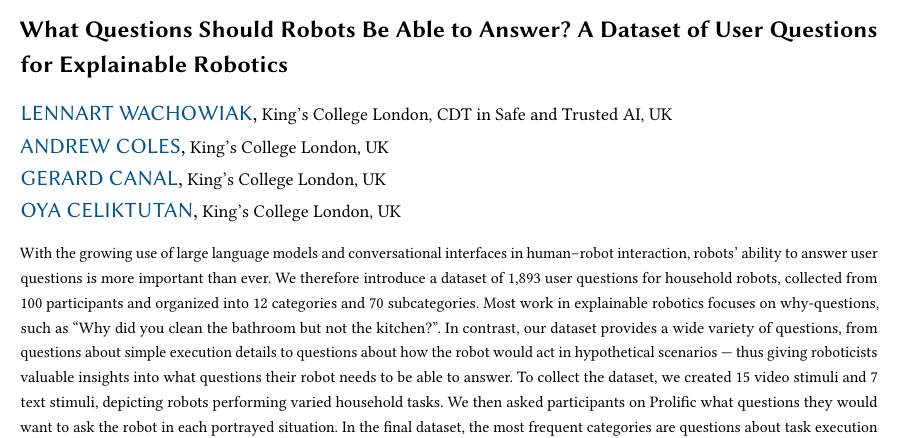 What Questions Should Robots Be Able to Answer? A Dataset of User Questions
for Explainable Robotics
LENNART WACHOWIAK, King's College London, CDT in Safe and Trusted AI, UK
ANDREW COLES, King's College London, UK
GERARD CANAL, King's College London, UK
OYA CELIKTUTAN, King's College London, UK
With the growing use of large language models and conversational interfaces in human–robot interaction, robots' ability to answer user
questions is more important than ever. We therefore introduce a dataset of 1,893 user questions for household robots, collected from
100 participants and organized into 12 categories and 70 subcategories. Most work in explainable robotics focuses on why-questions,
such as “Why did you clean the bathroom but not the kitchen?”. In contrast, our dataset provides a wide variety of questions, from
questions about simple execution details to questions about how the robot would act in hypothetical scenarios — thus giving roboticists
valuable insights into what questions their robot needs to be able to answer. To collect the dataset, we created 15 video stimuli and 7
text stimuli, depicting robots performing varied household tasks. We then asked participants on Prolific what questions they would
want to ask the robot in each portrayed situation. In the final dataset, the most frequent categories are questions about task execution